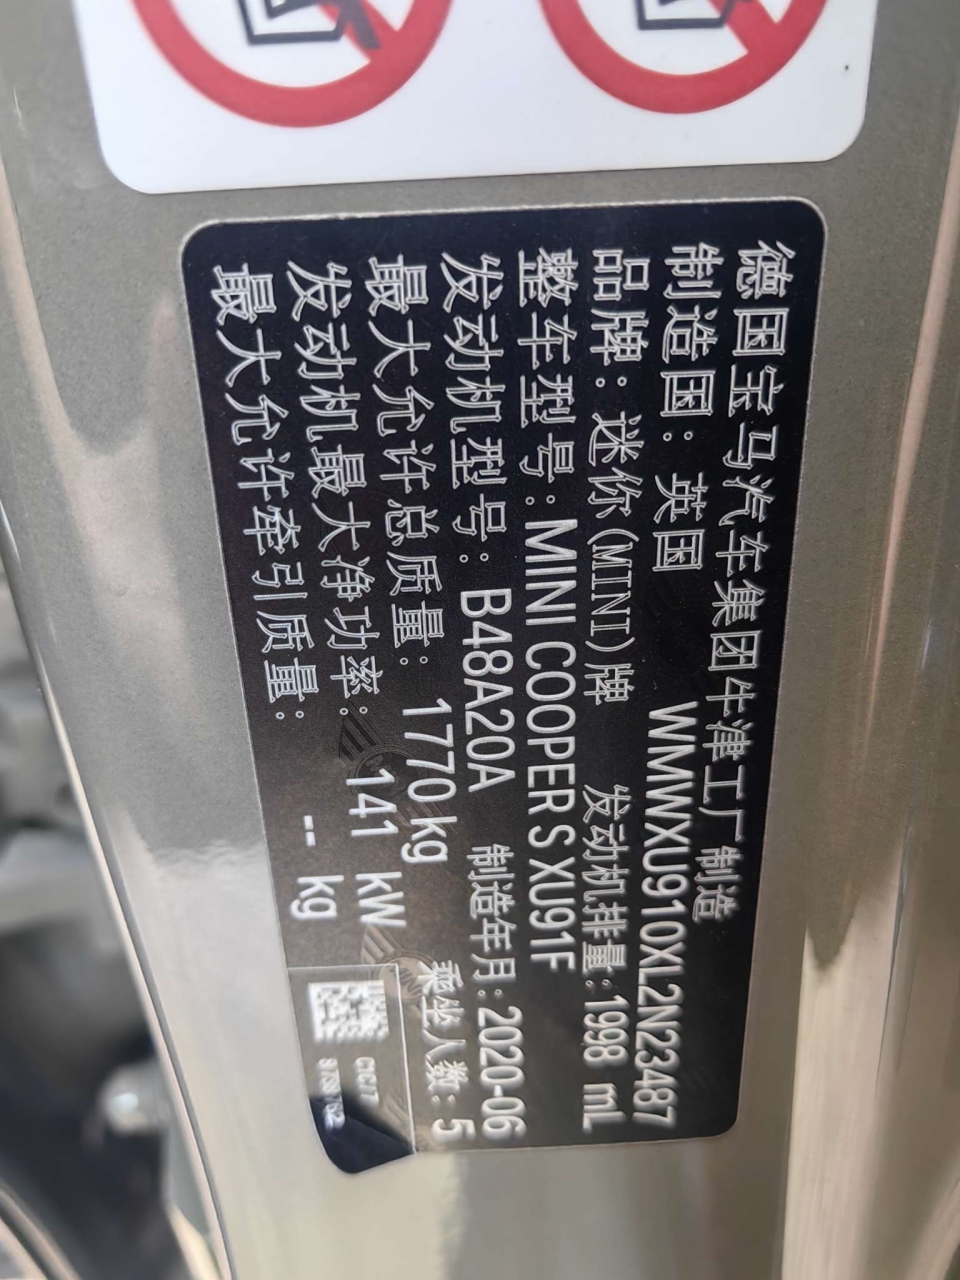 德国宝马汽车集团牛津工厂 制造
制造国：英国 WMWXU910XL2N23487
品牌：迷你(MINI)牌 发动机排量：1998 mL
整车型号：MINI COOPER S XU91F
发动机型号：B48A20A 制造年月：2020-06
最大允许总质量：1770kg 乘坐人数：5
发动机最大净功率：141 kW
最大允许牵引质量：-- kg